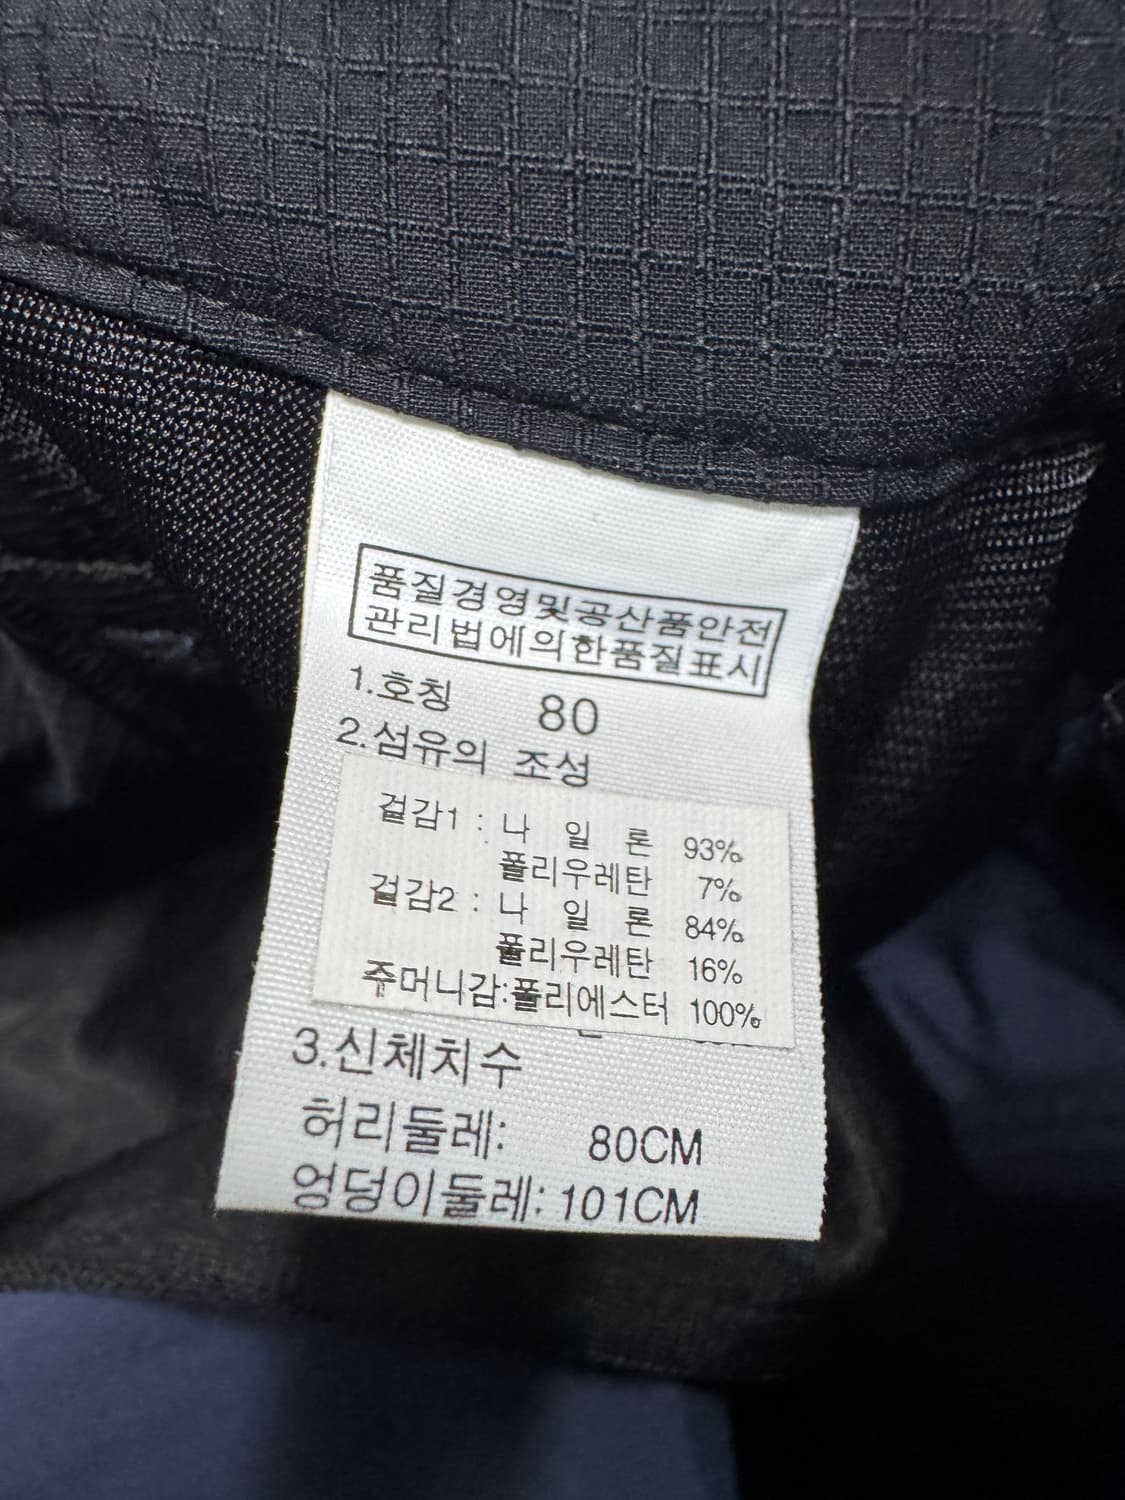 품질경영및공산품안전
관리법에의한품질표시
1.호칭 80
2.섬유의 조성
겉감1 : 나 일 론 93%
폴리우레탄 7%
겉감2 : 나 일 론 84%
폴리우레탄 16%
주머니감:폴리에스터 100%
3.신체치수
허리둘레: 80CM
엉덩이둘레: 101CM